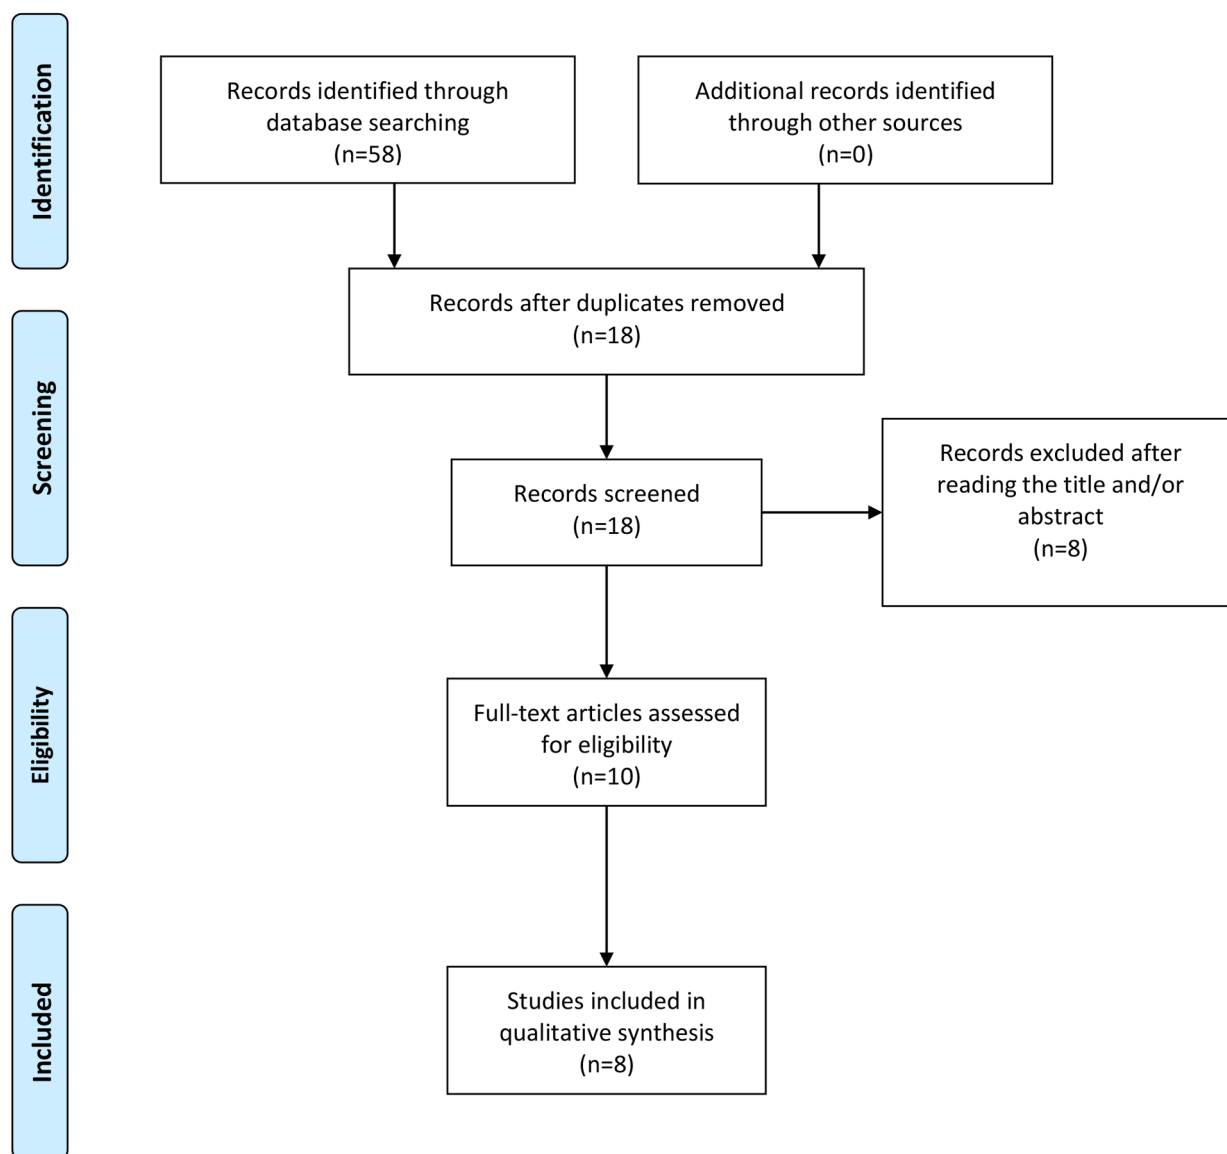 Identification
Records identified through
database searching
(n=58)
Additional records identified
through other sources
(n=0)
Records after duplicates removed
(n=18)
Screening
Records screened
(n=18)
Records excluded after
reading the title and/or
abstract
(n=8)
Eligibility
Full-text articles assessed
for eligibility
(n=10)
Included
Studies included in
qualitative synthesis
(n=8)